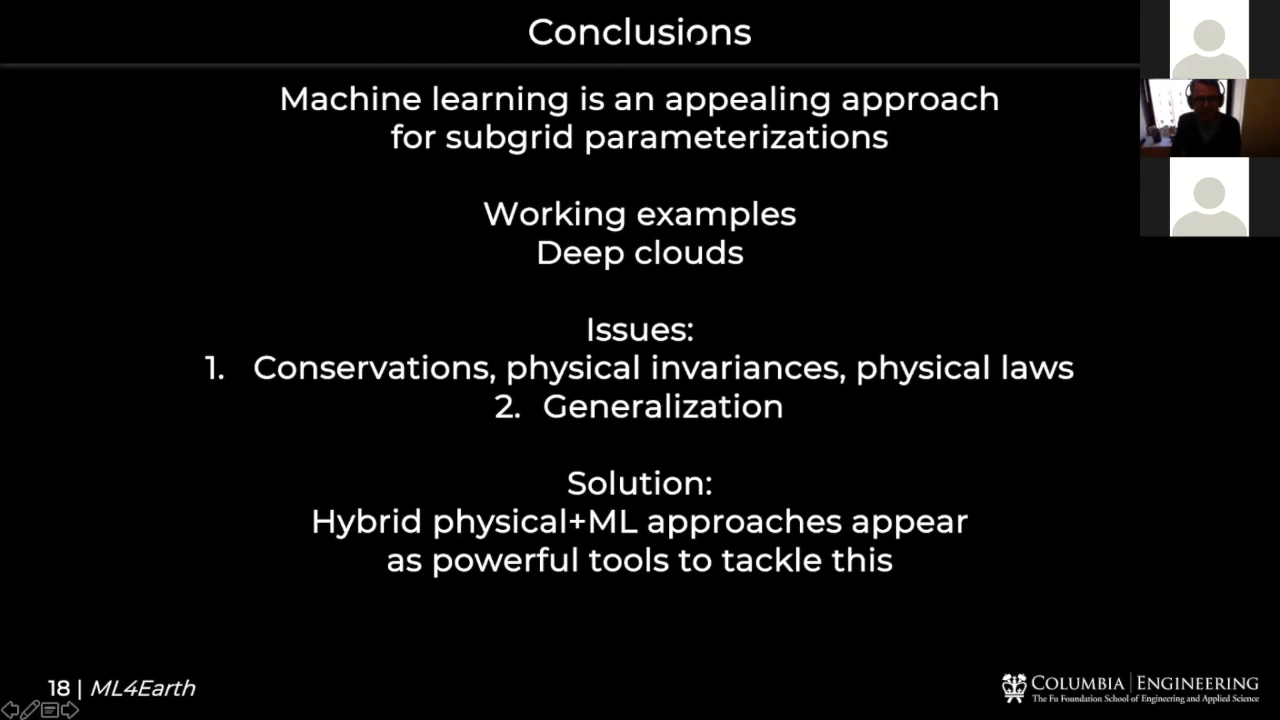 Conclusions
Machine learning is an appealing approach
for subgrid parameterizations
Working examples
Deep clouds
Issues:
1. Conservations, physical invariances, physical laws
2. Generalization
Solution:
Hybrid physical+ML approaches appear
as powerful tools to tackle this
18 | ML4Earth
COLUMBIA | ENGINEERING
The Fu Foundation School of Engineering and Applied Science